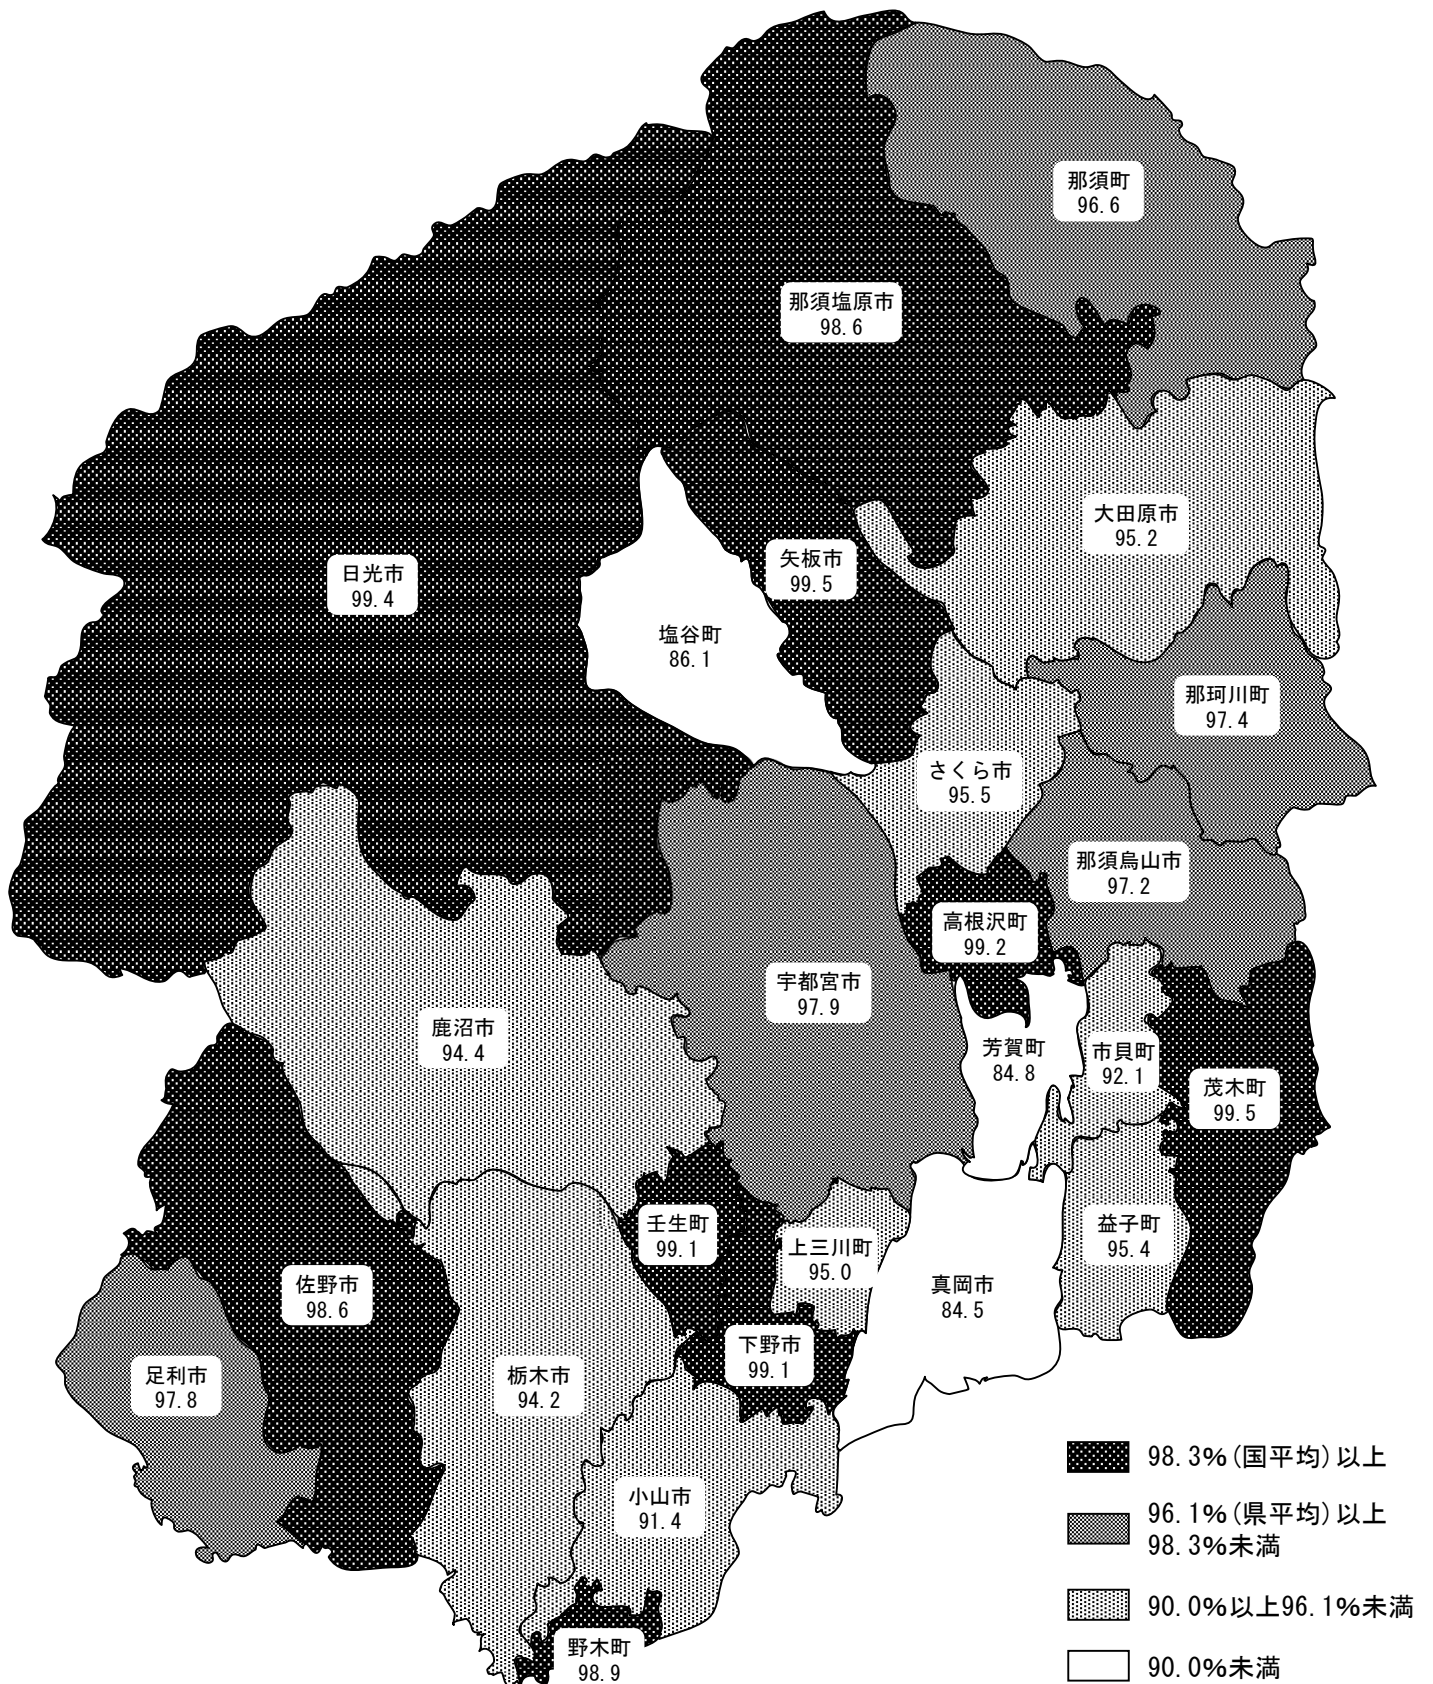 那須町
96.6
那須塩原市
98.6
大田原市
95.2
矢板市
99.5
日光市
99.4
塩谷町
86.1
那珂川町
97.4
さくら市
95.5
那須烏山市
97.2
高根沢町
99.2
宇都宮市
97.9
鹿沼市
94.4
芳賀町
84.8
市貝町
92.1
茂木町
99.5
壬生町
99.1
上三川町
95.0
益子町
95.4
佐野市
98.6
真岡市
84.5
下野市
99.1
足利市
97.8
栃木市
94.2
小山市
91.4
野木町
98.9
98.3%(国平均)以上
96.1%(県平均)以上
98.3%未満
90.0%以上96.1%未満
90.0%未満